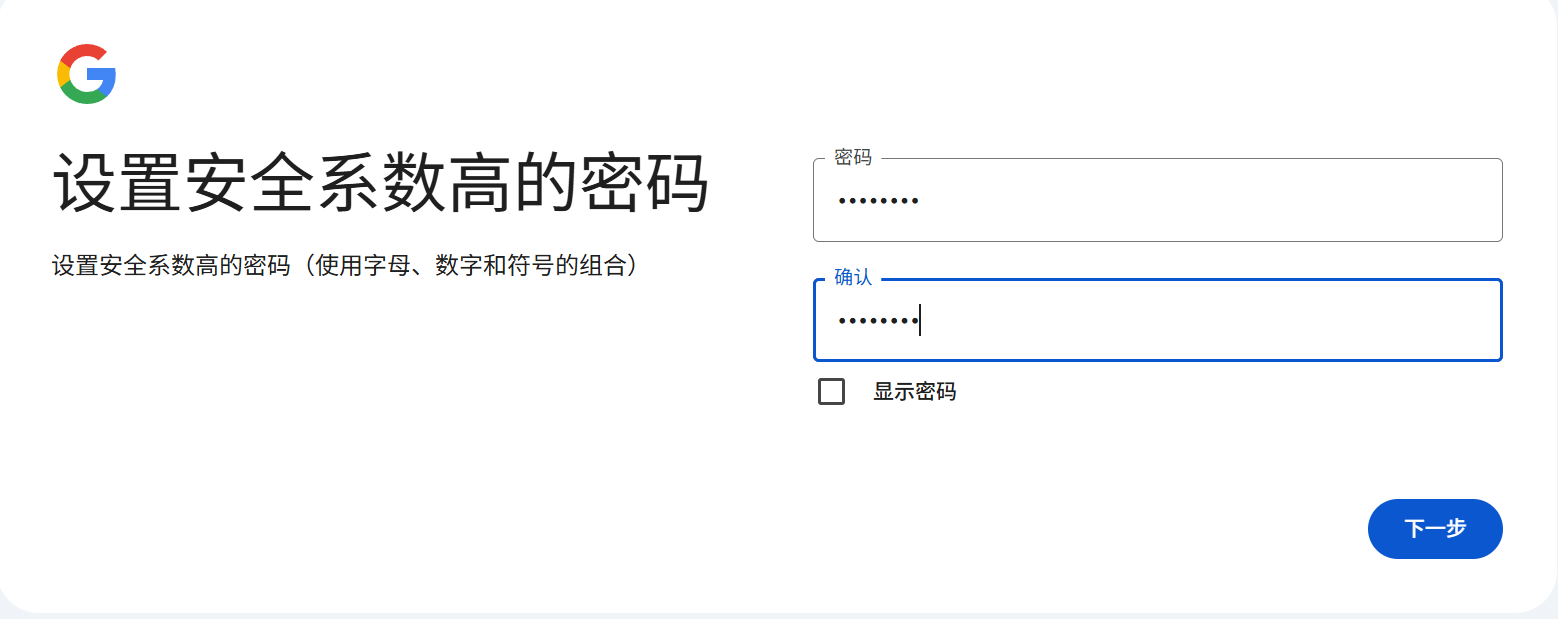 设置安全系数高的密码
设置安全系数高的密码（使用字母、数字和符号的组合）
密码
••••••••
确认
••••••••
显示密码
下一步